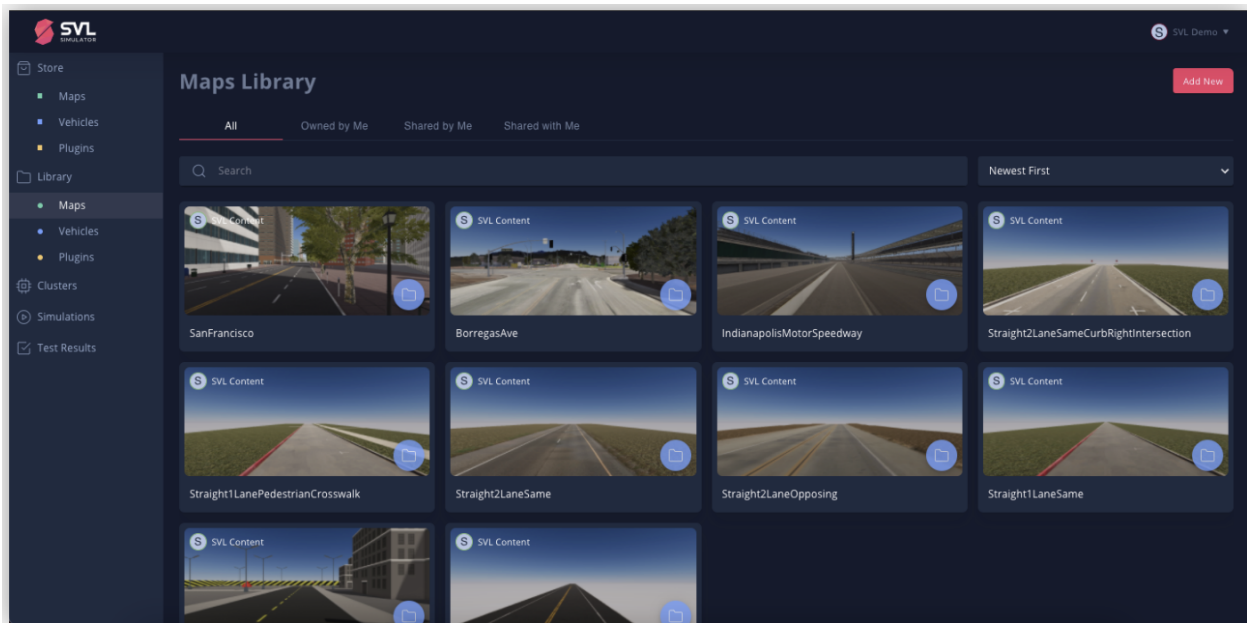 SVL
SIMULATOR
S SVL Demo
Store
Maps
Vehicles
Plugins
Library
Maps
Vehicles
Plugins
Clusters
Simulations
Test Results
Maps Library
Add New
All Owned by Me Shared by Me Shared with Me
Search
Newest First
S SVL Content
SanFrancisco
S SVL Content
BorregasAve
S SVL Content
IndianapolisMotorSpeedway
S SVL Content
Straight2LaneSameCurbRightIntersection
S SVL Content
Straight1LanePedestrianCrosswalk
S SVL Content
Straight2LaneSame
S SVL Content
Straight2LaneOpposing
S SVL Content
Straight1LaneSame
S SVL Content
S SVL Content